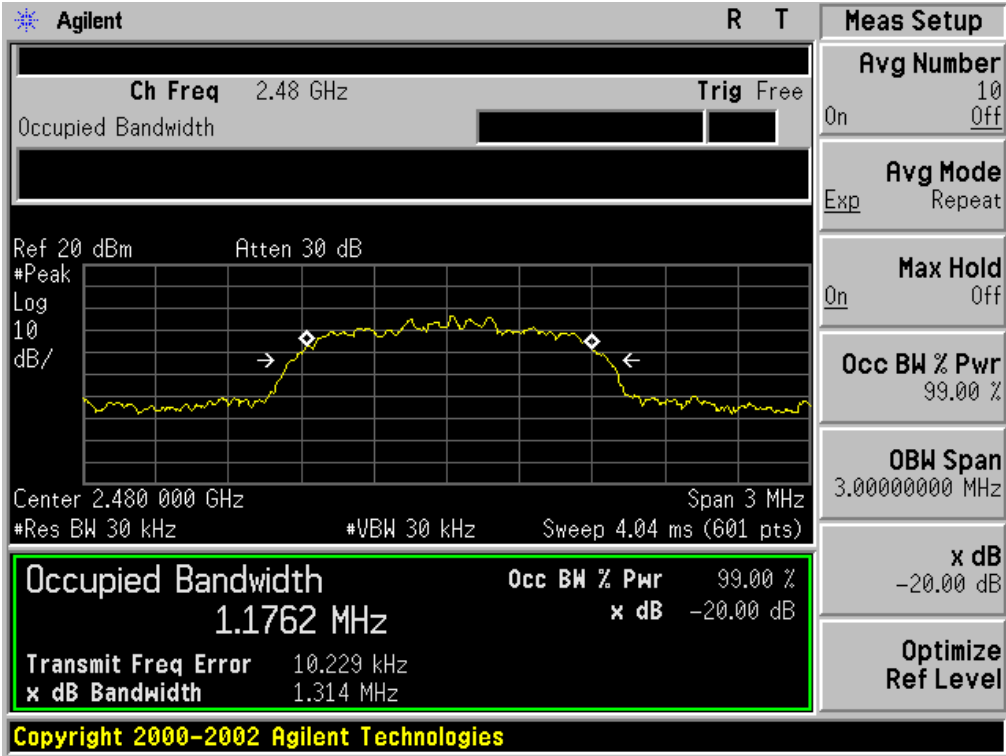 Agilent R T
Ch Freq 2.48 GHz Trig Free
Occupied Bandwidth
Ref 20 dBm Atten 30 dB
#Peak
Log
10
dB/
Center 2.480 000 GHz Span 3 MHz
#Res BW 30 kHz #VBW 30 kHz Sweep 4.04 ms (601 pts)
Occupied Bandwidth
1.1762 MHz
Occ BW % Pwr 99.00 %
x dB -20.00 dB
Transmit Freq Error 10.229 kHz
x dB Bandwidth 1.314 MHz
Copyright 2000-2002 Agilent Technologies
Meas Setup
Avg Number
10
On Off
Avg Mode
Exp Repeat
Max Hold
On Off
Occ BW % Pwr
99.00 %
OBW Span
3.00000000 MHz
x dB
-20.00 dB
Optimize
Ref Level